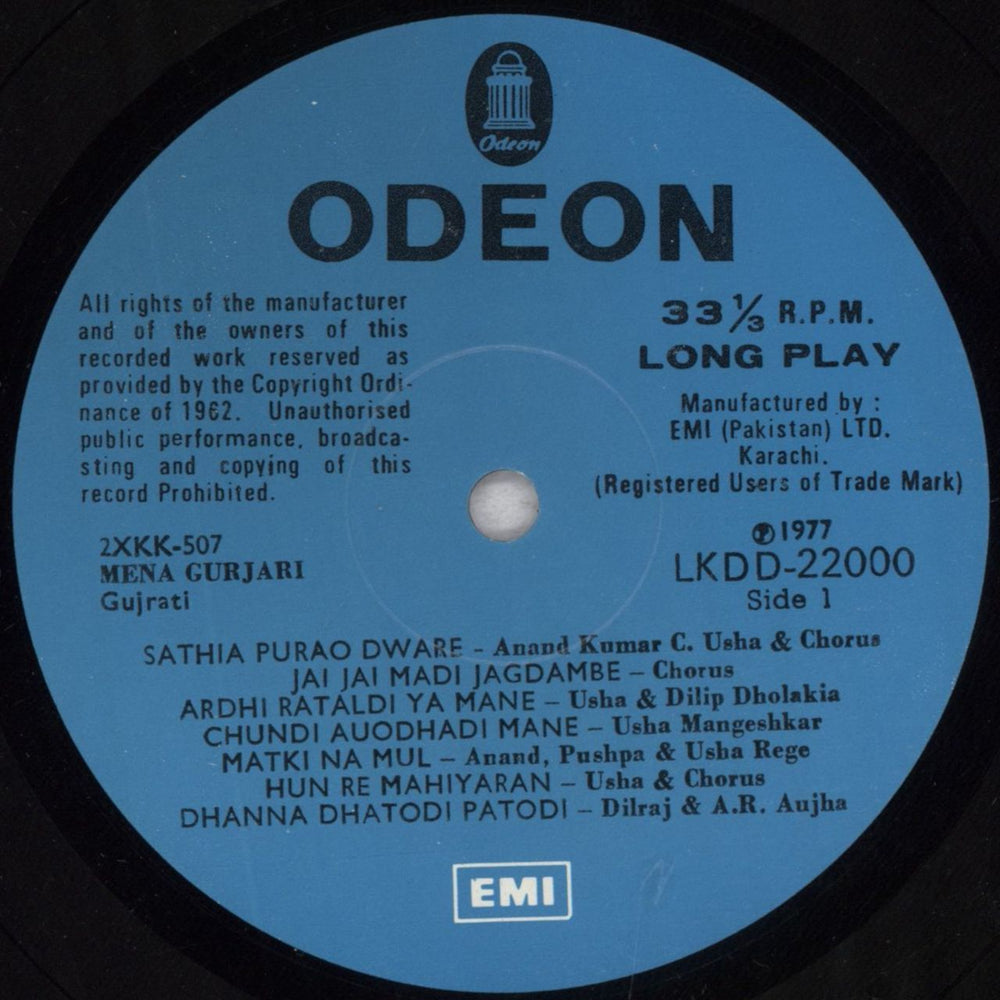 Odeon
ODEON
All rights of the manufacturer
and of the owners of this
recorded work reserved as
provided by the Copyright Ordi-
nance of 1962. Unauthorised
public performance, broadca-
sting and copying of this
record Prohibited.
33 1/3 R.P.M.
LONG PLAY
Manufactured by :
EMI (Pakistan) LTD.
Karachi.
(Registered Users of Trade Mark)
2XKK-507
MENA GURJARI
Gujrati
℗ 1977
LKDD-22000
Side 1
SATHIA PURAO DWARE - Anand Kumar C. Usha & Chorus
JAI JAI MADI JAGDAMBE – Chorus
ARDHI RATALDI YA MANE – Usha & Dilip Dholakia
CHUNDI AUODHADI MANE – Usha Mangeshkar
MATKI NA MUL – Anand, Pushpa & Usha Rege
HUN RE MAHIYARAN – Usha & Chorus
DHANNA DHATODI PATODI – Dilraj & A.R. Aujha
EMI